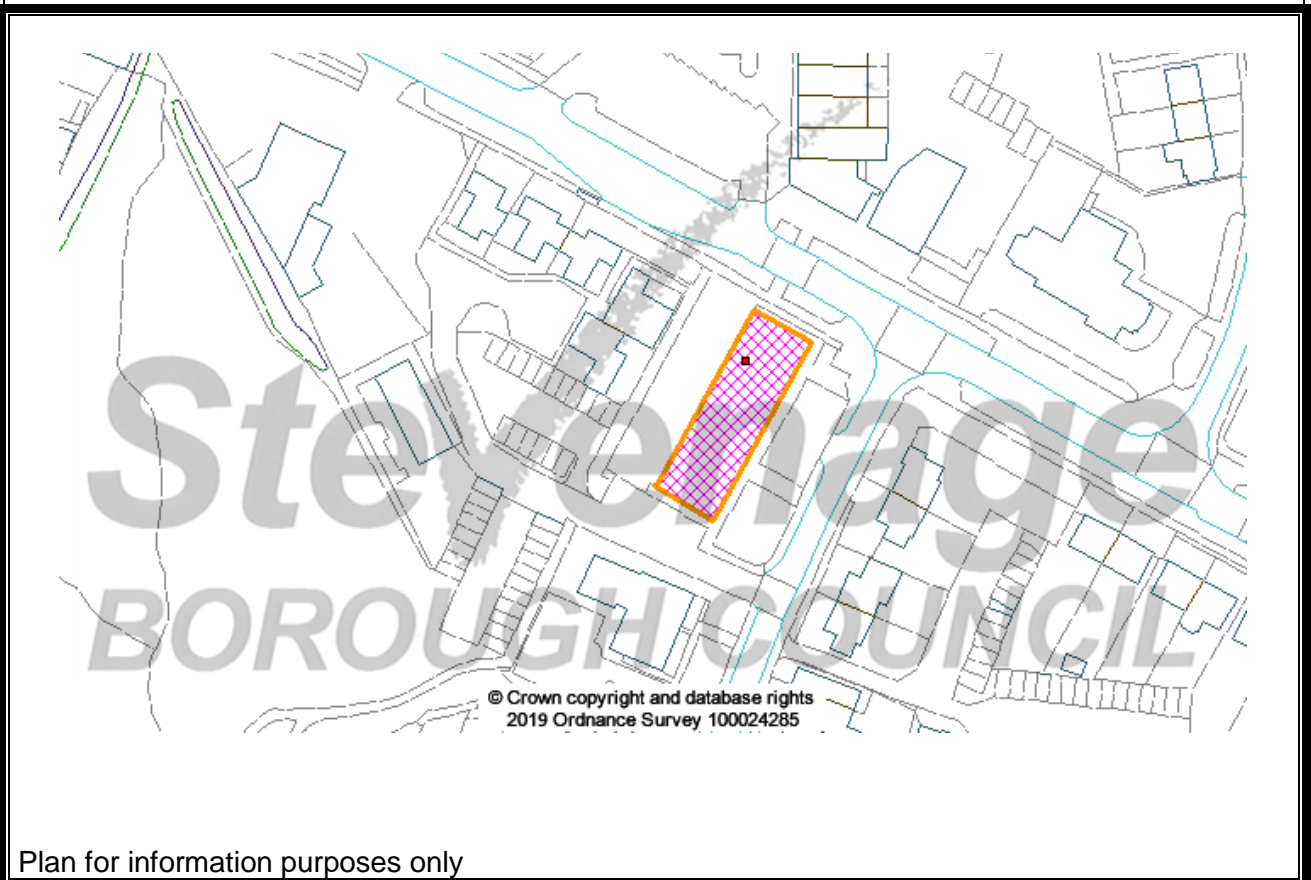 Stevenage
BOROUGH COUNCIL
© Crown copyright and database rights
2019 Ordnance Survey 100024285
Plan for information purposes only